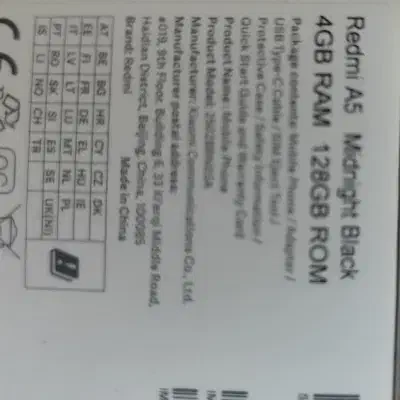 Redmi A5 Midnight Black
4GB RAM 128GB ROM
Package contents: Mobile Phone / Adapter /
USB Type-C Cable / SIM Eject Tool /
Protective Case / Safety Information /
Quick Start Guide and Warranty Card
Product Name: Mobile Phone
Product Model:
Manufacturer: Xiaomi Communications Co., Ltd.
Manufacturer postal address:
#019, 9th Floor, Building 6, 33 Xi'erqi Middle Road,
Haidian District, Beijing, China, 100085
Brand: Redmi Made in China
AT BE BG HR CY CZ DK
EE FI FR DE EL HU IE
IT LV LT LU MT NL PL
PT RO SK SI ES SE UK(NI)
IS LI NO CH TR
CE
IM
IM